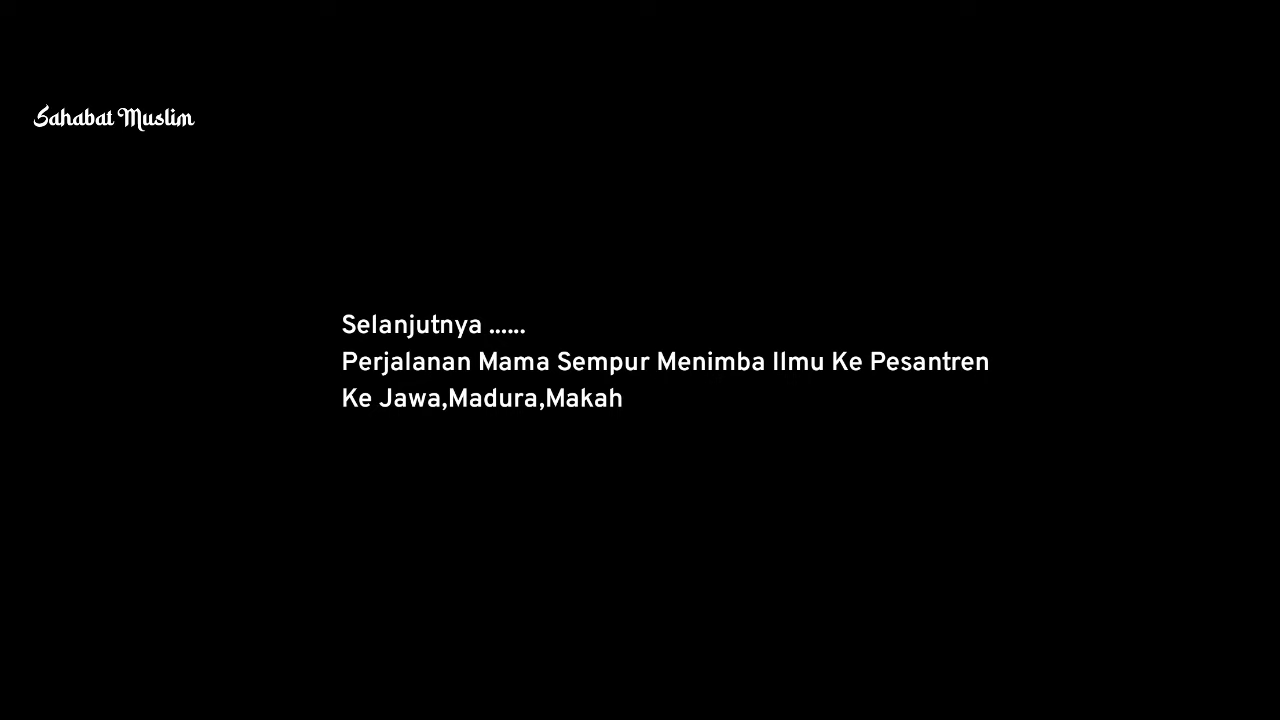 Sahabat Muslim
Selanjutnya ......
Perjalanan Mama Sempur Menimba Ilmu Ke Pesantren
Ke Jawa,Madura,Makah